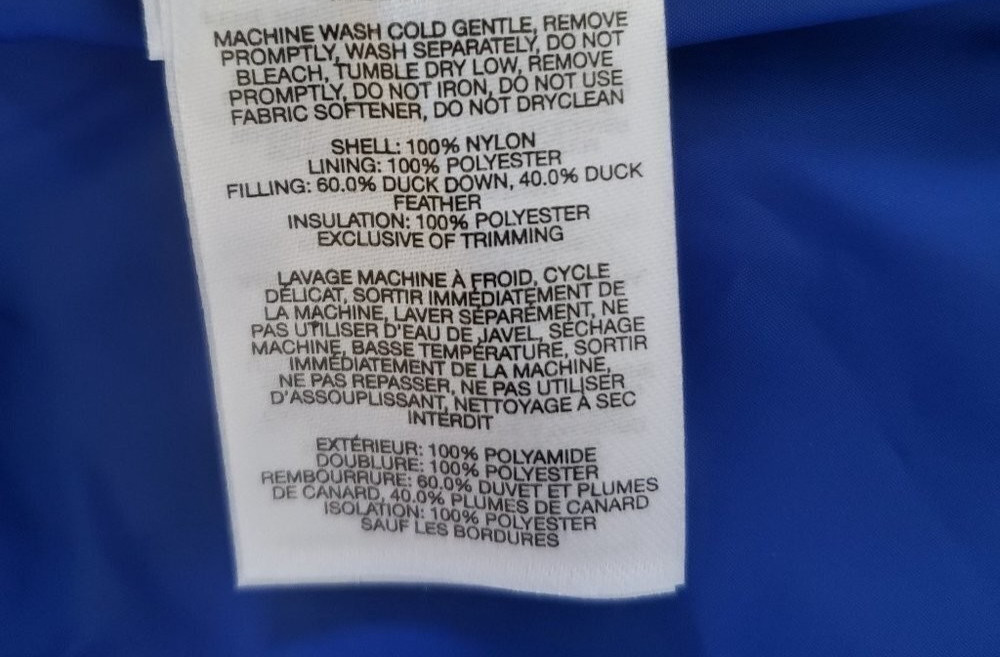 MACHINE WASH COLD GENTLE, REMOVE
PROMPTLY, WASH SEPARATELY, DO NOT
BLEACH, TUMBLE DRY LOW, REMOVE
PROMPTLY, DO NOT IRON, DO NOT USE
FABRIC SOFTENER, DO NOT DRYCLEAN
SHELL: 100% NYLON
LINING: 100% POLYESTER
FILLING: 60.0% DUCK DOWN, 40.0% DUCK
FEATHER
INSULATION: 100% POLYESTER
EXCLUSIVE OF TRIMMING
LAVAGE MACHINE À FROID, CYCLE
DÉLICAT, SORTIR IMMÉDIATEMENT DE
LA MACHINE, LAVER SÉPARÉMENT, NE
PAS UTILISER D'EAU DE JAVEL, SÉCHAGE
MACHINE, BASSE TEMPÉRATURE, SORTIR
IMMÉDIATEMENT DE LA MACHINE,
NE PAS REPASSER, NE PAS UTILISER
D'ASSOUPLISSANT, NETTOYAGE À SEC
INTERDIT
EXTÉRIEUR: 100% POLYAMIDE
DOUBLURE: 100% POLYESTER
REMBOURRURE: 60.0% DUVET ET PLUMES
DE CANARD, 40.0% PLUMES DE CANARD
ISOLATION: 100% POLYESTER
SAUF LES BORDURES